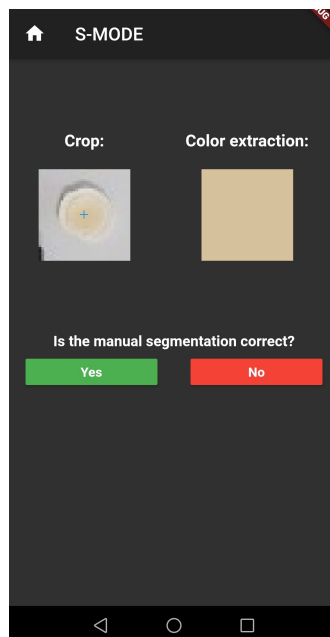 S-MODE
Crop:
Color extraction:
Is the manual segmentation correct?
Yes
No